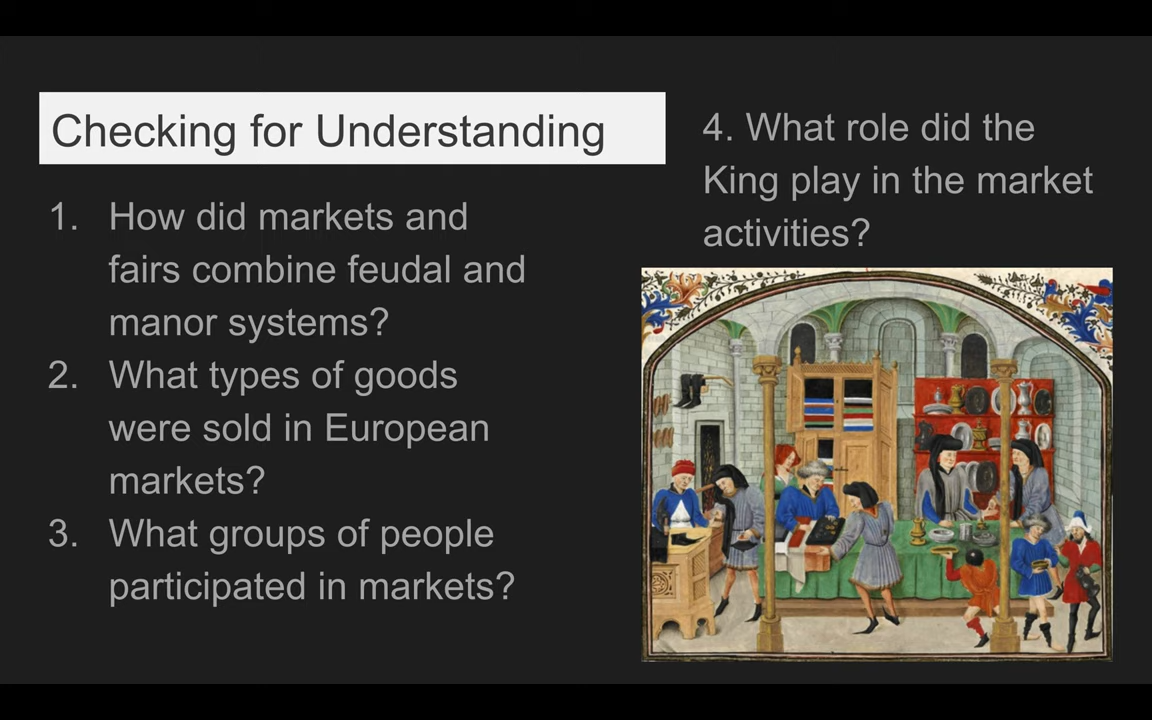 Checking for Understanding
1. How did markets and
fairs combine feudal and
manor systems?
2. What types of goods
were sold in European
markets?
3. What groups of people
participated in markets?
4. What role did the
King play in the market
activities?